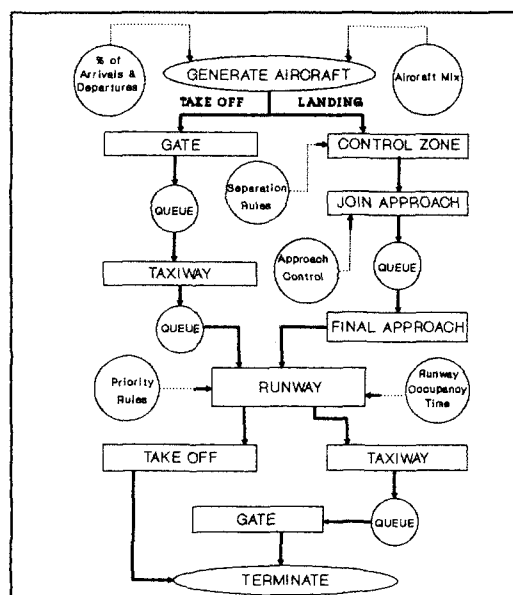 % of
Arrivals &
Departures
GENERATE AIRCRAFT
Aircraft Mix
TAKE OFF
LANDING
GATE
CONTROL ZONE
Separation
Rules
QUEUE
JOIN APPROACH
Approach
Control
QUEUE
TAXIWAY
QUEUE
FINAL APPROACH
Priority
Rules
RUNWAY
Runway
Occupancy
Time
TAKE OFF
TAXIWAY
GATE
QUEUE
TERMINATE